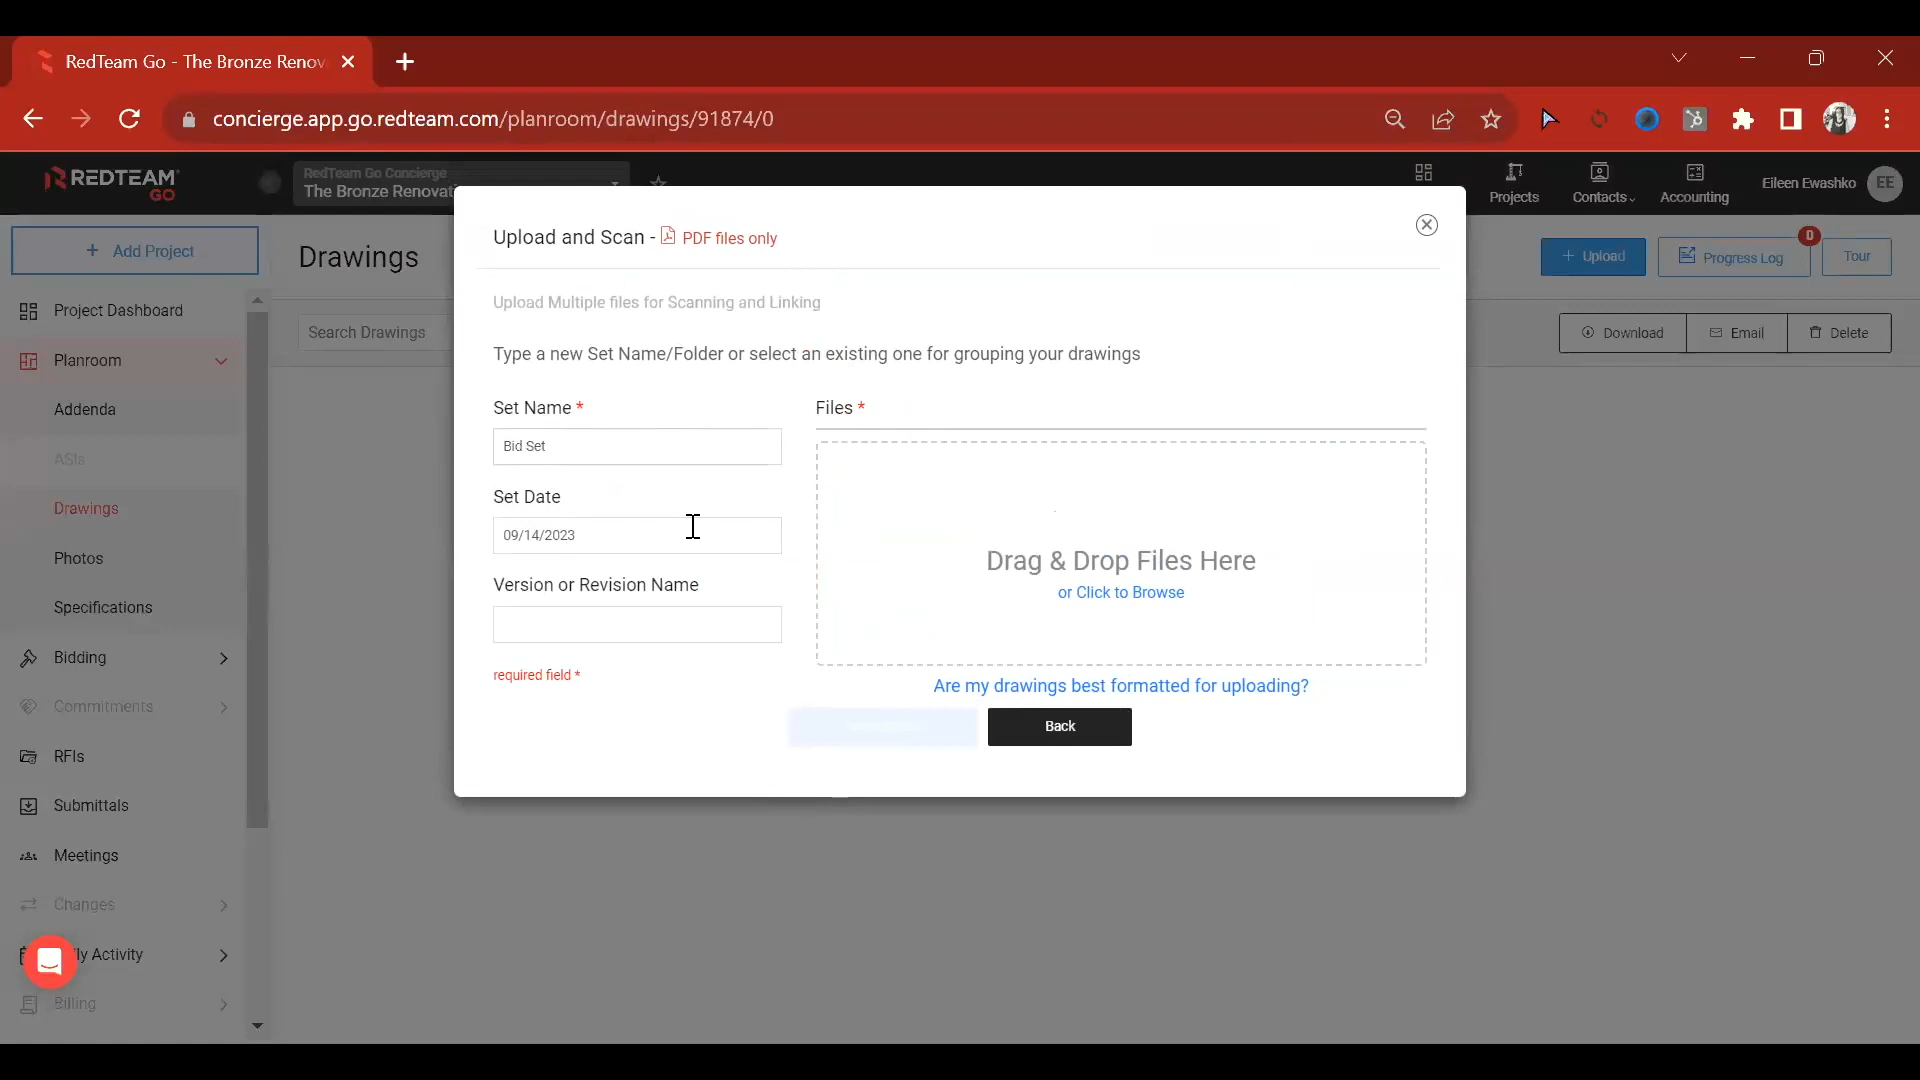 RedTeam Go - The Bronze Renov
concierge.app.go.redteam.com/planroom/drawings/91874/0
REDTEAM
GO
RedTeam Go Concierge
The Bronze Renovati
Projects
Contacts
Accounting
Eileen Ewashko
EE
Add Project
Drawings
+ Upload
Progress Log
0
Tour
Search Drawings
Download
Email
Delete
Project Dashboard
Planroom
Addenda
ASIs
Drawings
Photos
Specifications
Bidding
Commitments
RFIs
Submittals
Meetings
Changes
ly Activity
Billing
Upload and Scan - PDF files only
Upload Multiple files for Scanning and Linking
Type a new Set Name/Folder or select an existing one for grouping your drawings
Set Name *
Bid Set
Set Date
09/14/2023
Version or Revision Name
required field *
Files *
Drag & Drop Files Here
or Click to Browse
Are my drawings best formatted for uploading?
Back